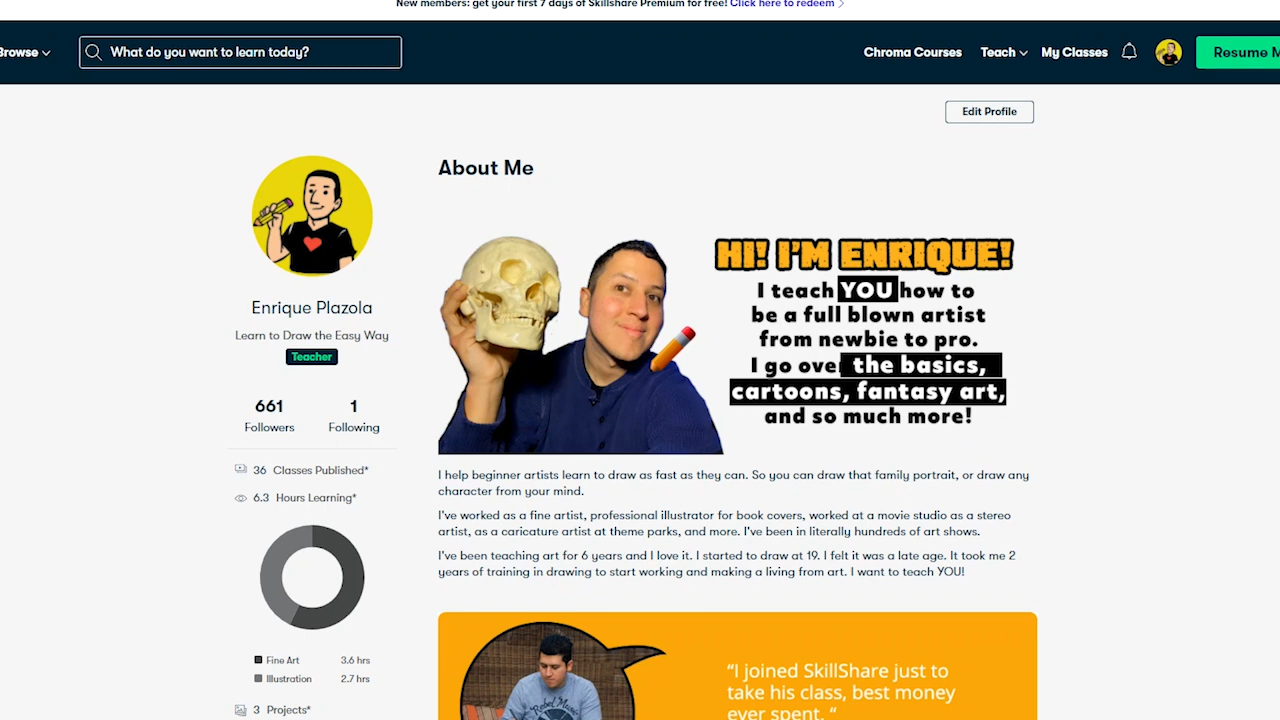 New members: get your first 7 days of Skillshare Premium for free! Click here to redeem
Browse
What do you want to learn today?
Chroma Courses
Teach
My Classes
Resume
Edit Profile
Enrique Plazola
Learn to Draw the Easy Way
Teacher
661
Followers
1
Following
36 Classes Published*
6.3 Hours Learning*
Fine Art 3.6 hrs
Illustration 2.7 hrs
3 Projects*
About Me
HI! I'M ENRIQUE!
I teach YOU how to
be a full blown artist
from newbie to pro.
I go over the basics,
cartoons, fantasy art,
and so much more!
I help beginner artists learn to draw as fast as they can. So you can draw that family portrait, or draw any
character from your mind.
I've worked as a fine artist, professional illustrator for book covers, worked at a movie studio as a stereo
artist, as a caricature artist at theme parks, and more. I've been in literally hundreds of art shows.
I've been teaching art for 6 years and I love it. I started to draw at 19. I felt it was a late age. It took me 2
years of training in drawing to start working and making a living from art. I want to teach YOU!
"I joined SkillShare just to
take his class, best money
ever spent. "